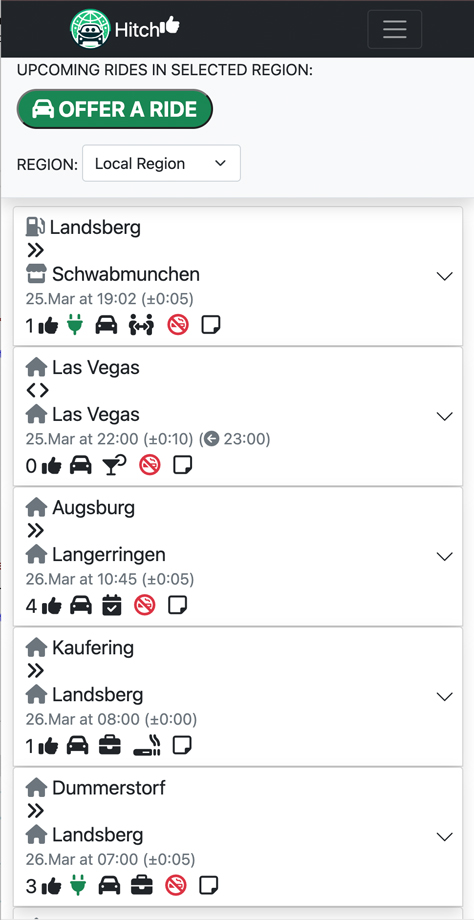 Hitch
UPCOMING RIDES IN SELECTED REGION:
OFFER A RIDE
REGION: Local Region
Landsberg
Schwabmunchen
25.Mar at 19:02 (±0:05)
1
Las Vegas
Las Vegas
25.Mar at 22:00 (±0:10) ( 23:00)
0
Augsburg
Langerringen
26.Mar at 10:45 (±0:05)
4
Kaufering
Landsberg
26.Mar at 08:00 (±0:00)
1
Dummerstorf
Landsberg
26.Mar at 07:00 (±0:05)
3